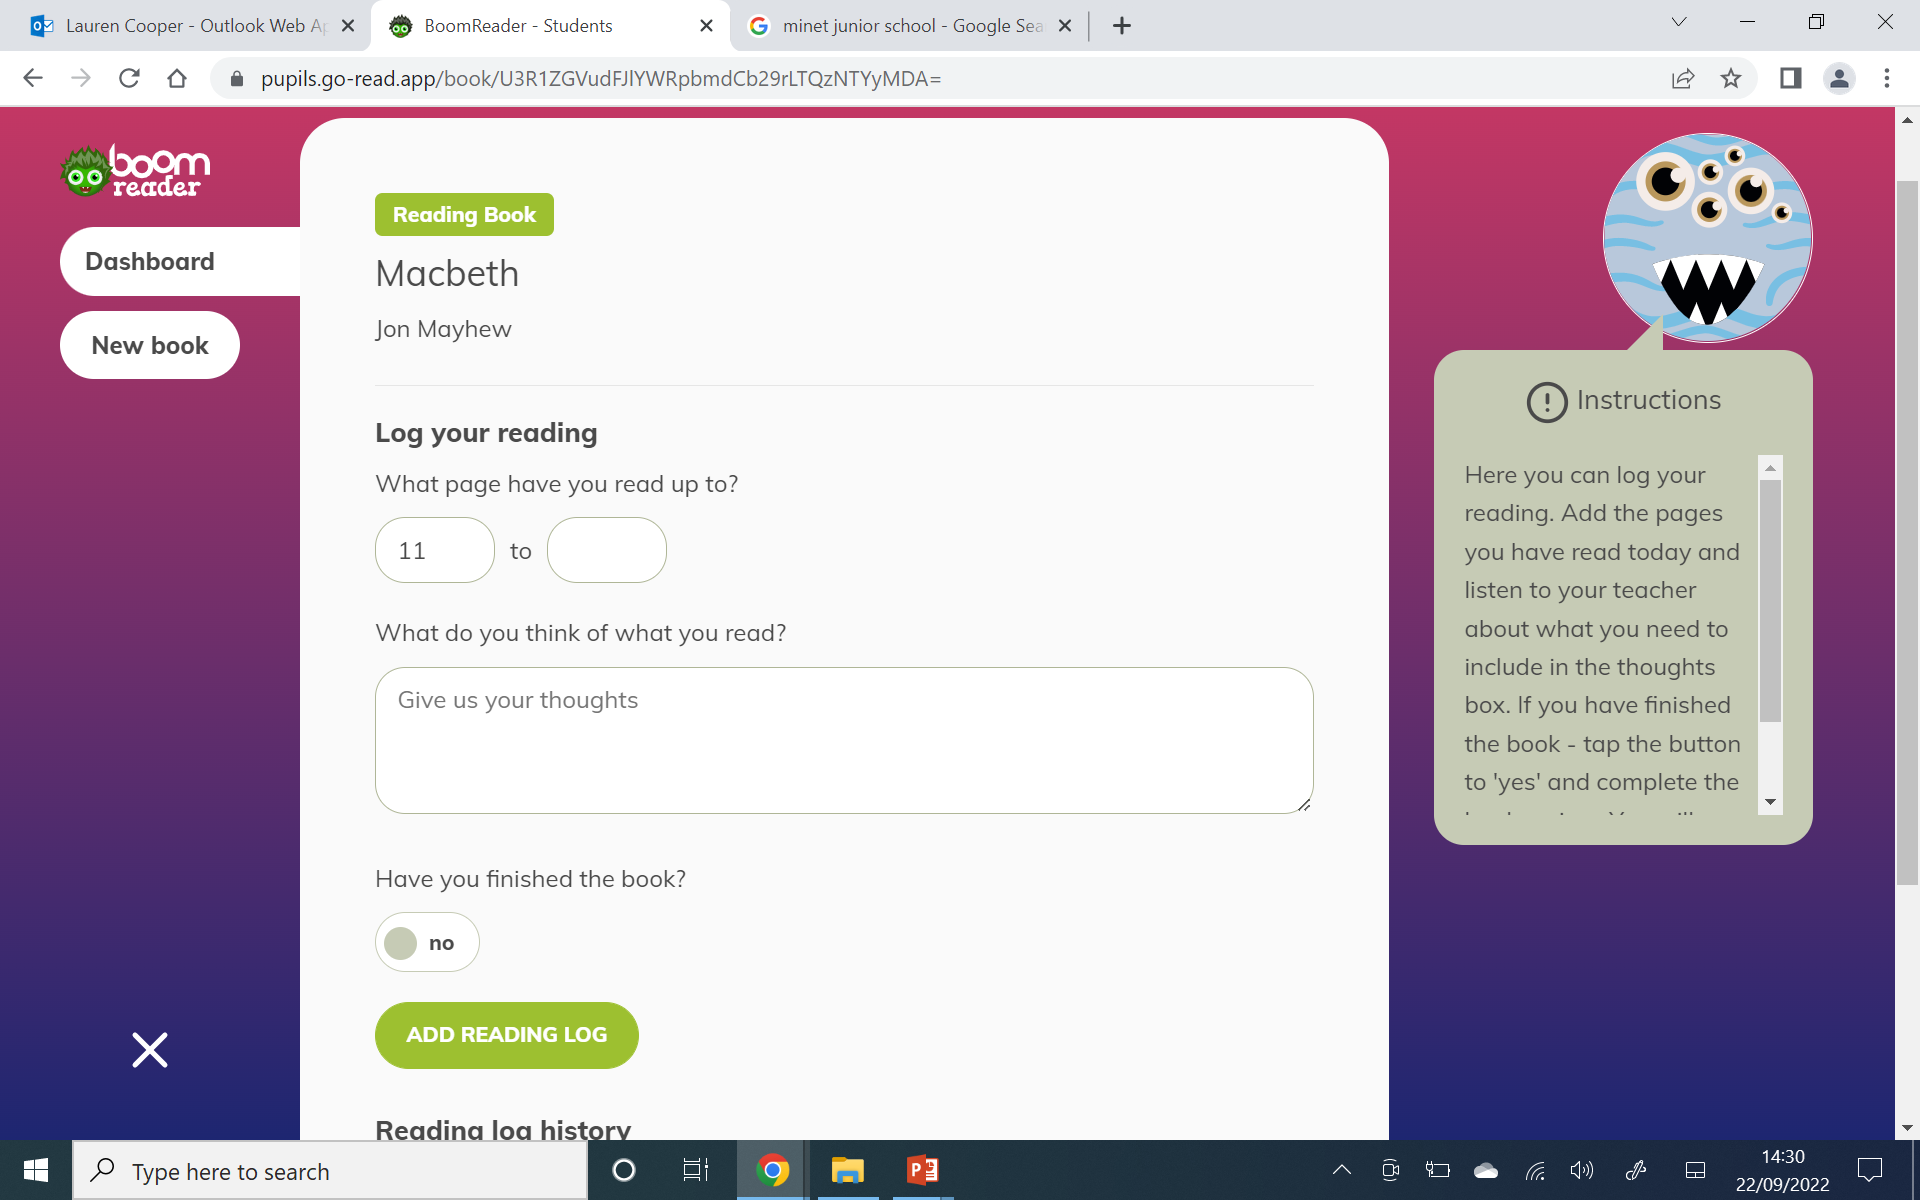 Lauren Cooper - Outlook Web Ap
BoomReader - Students
minet junior school - Google Sea
pupils.go-read.app/book/U3R1ZGVudFJlYWRpbmdCb29rLTQzNTYyMDA=
boom
reader
Dashboard
New book
Reading Book
Macbeth
Jon Mayhew
Log your reading
What page have you read up to?
11 to
What do you think of what you read?
Give us your thoughts
Have you finished the book?
no
ADD READING LOG
Reading log history
Instructions
Here you can log your
reading. Add the pages
you have read today and
listen to your teacher
about what you need to
include in the thoughts
box. If you have finished
the book - tap the button
to 'yes' and complete the
Type here to search
14:30
22/09/2022